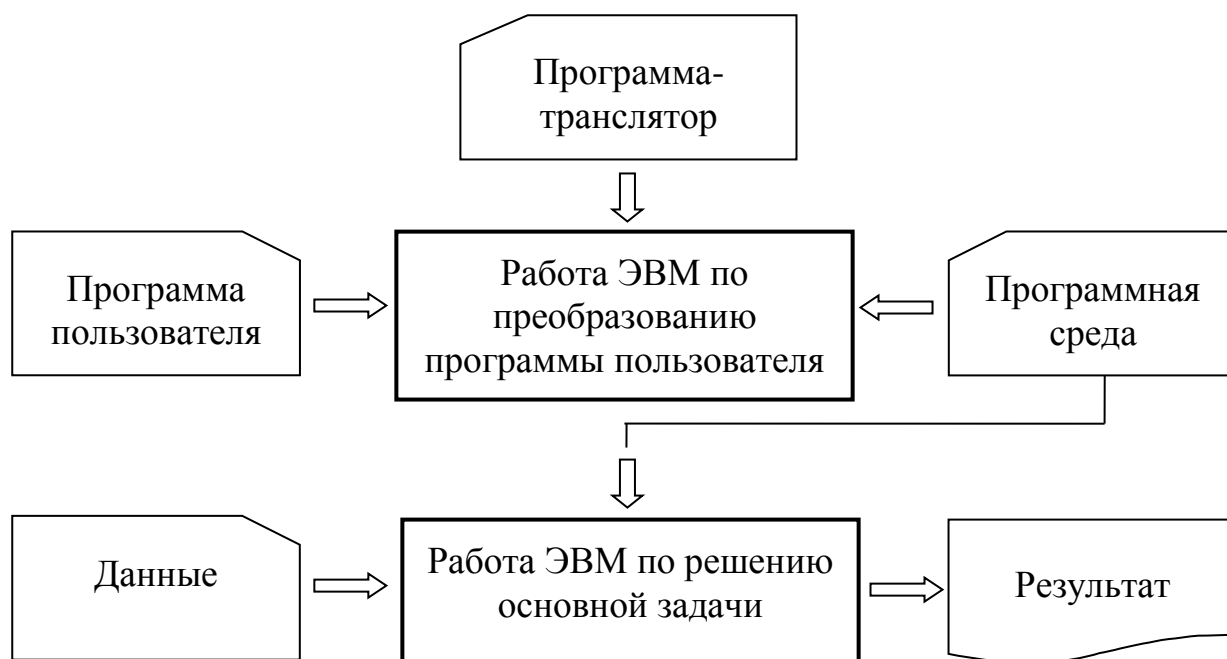 Программа-
транслятор
Программа
пользователя
Работа ЭВМ по
преобразованию
программы пользователя
Программная
среда
Данные
Работа ЭВМ по решению
основной задачи
Результат